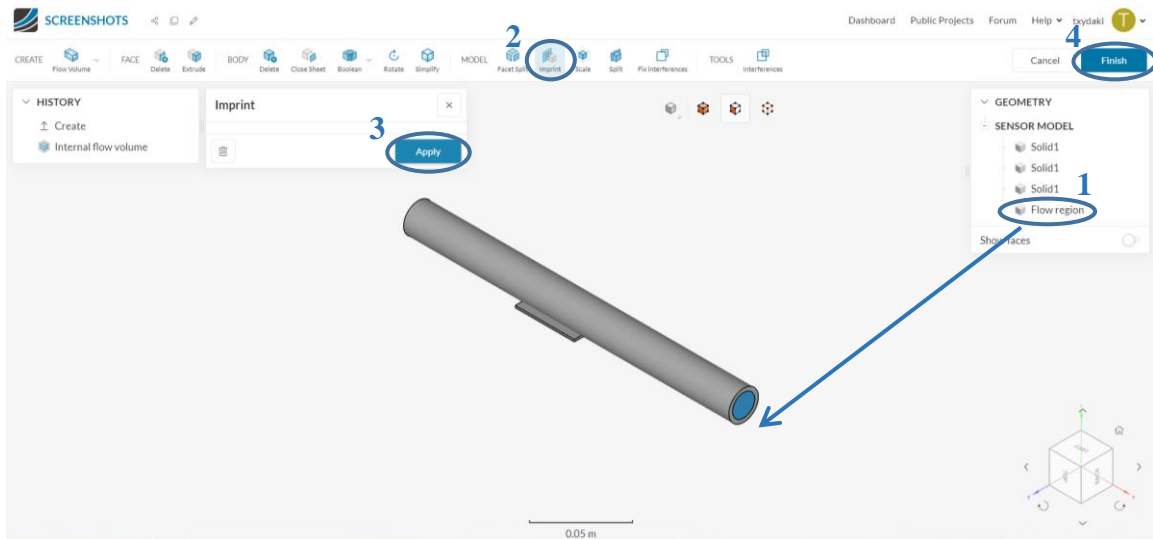 SCREENSHOTS
Dashboard Public Projects Forum Help txydaki T
CREATE Flow Volume FACE Delete Extrude BODY Delete Close Sheet Boolean Rotate Simplify MODEL Facet Split Imprint Scale Split Fix Interferences TOOLS Interferences
2
4
Cancel Finish
HISTORY
Create
Internal flow volume
Imprint
3
Apply
GEOMETRY
SENSOR MODEL
Solid1
Solid1
Solid1
1
Flow region
Show faces
0.05 m